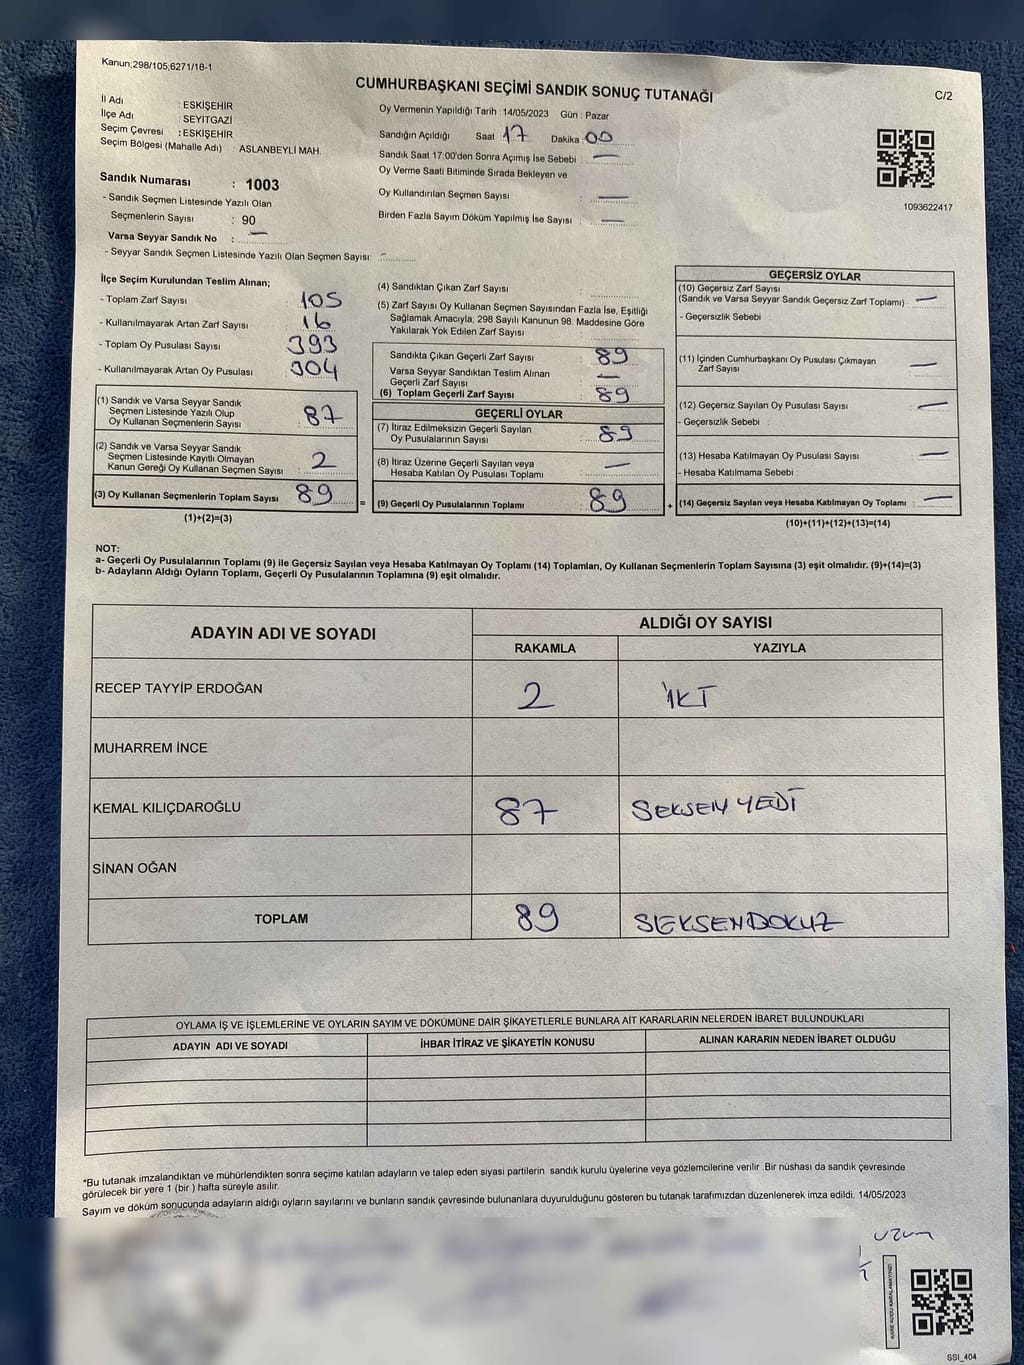 Kanun;298/105;6271/18-1
CUMHURBAŞKANI SEÇİMİ SANDIK SONUÇ TUTANAĞI
C/2
İl Adı : ESKİŞEHİR
İlçe Adı : SEYİTGAZİ
Seçim Çevresi : ESKİŞEHİR
Seçim Bölgesi (Mahalle Adı) : ASLANBEYLİ MAH.
Sandık Numarası : 1003
- Sandık Seçmen Listesinde Yazılı Olan
Seçmenlerin Sayısı : 90
Varsa Seyyar Sandık No : —
- Seyyar Sandık Seçmen Listesinde Yazılı Olan Seçmen Sayısı:
Oy Vermenin Yapıldığı Tarih : 14/05/2023 Gün : Pazar
Sandığın Açıldığı Saat 17 Dakika 00
Sandık Saat 17:00'den Sonra Açımış İse Sebebi : —
Oy Verme Saati Bitiminde Sırada Bekleyen ve
Oy Kullandırılan Seçmen Sayısı : —
Birden Fazla Sayım Döküm Yapılmış İse Sayısı : —
1093622417
İlçe Seçim Kurulundan Teslim Alınan;
- Toplam Zarf Sayısı : 105
- Kullanılmayarak Artan Zarf Sayısı : 16
- Toplam Oy Pusulası Sayısı : 393
- Kullanılmayarak Artan Oy Pusulası : 304
(1) Sandık ve Varsa Seyyar Sandık
Seçmen Listesinde Yazılı Olup
Oy Kullanan Seçmenlerin Sayısı : 87
(2) Sandık ve Varsa Seyyar Sandık
Seçmen Listesinde Kayıtlı Olmayan
Kanun Gereği Oy Kullanan Seçmen Sayısı : 2
(3) Oy Kullanan Seçmenlerin Toplam Sayısı : 89 =
(1)+(2)=(3)
(4) Sandıktan Çıkan Zarf Sayısı :
(5) Zarf Sayısı Oy Kullanan Seçmen Sayısından Fazla İse, Eşitliği
Sağlamak Amacıyla; 298 Sayılı Kanunun 98. Maddesine Göre
Yakılarak Yok Edilen Zarf Sayısı :
Sandıkta Çıkan Geçerli Zarf Sayısı : 89
Varsa Seyyar Sandıktan Teslim Alınan
Geçerli Zarf Sayısı : —
(6) Toplam Geçerli Zarf Sayısı : 89
GEÇERLİ OYLAR
(7) İtiraz Edilmeksizin Geçerli Sayılan
Oy Pusulalarının Sayısı : 89
(8) İtiraz Üzerine Geçerli Sayılan veya
Hesaba Katılan Oy Pusulası Toplamı : —
(9) Geçerli Oy Pusulalarının Toplamı : 89 +
GEÇERSİZ OYLAR
(10) Geçersiz Zarf Sayısı
(Sandık ve Varsa Seyyar Sandık Geçersiz Zarf Toplamı) : —
- Geçersizlik Sebebi :
(11) İçinden Cumhurbaşkanı Oy Pusulası Çıkmayan
Zarf Sayısı : —
(12) Geçersiz Sayılan Oy Pusulası Sayısı : —
- Geçersizlik Sebebi :
(13) Hesaba Katılmayan Oy Pusulası Sayısı : —
- Hesaba Katılmama Sebebi :
(14) Geçersiz Sayılan veya Hesaba Katılmayan Oy Toplamı : —
(10)+(11)+(12)+(13)=(14)
NOT:
a- Geçerli Oy Pusulalarının Toplamı (9) ile Geçersiz Sayılan veya Hesaba Katılmayan Oy Toplamı (14) Toplamları, Oy Kullanan Seçmenlerin Toplam Sayısına (3) eşit olmalıdır. (9)+(14)=(3)
b- Adayların Aldığı Oyların Toplamı, Geçerli Oy Pusulalarının Toplamına (9) eşit olmalıdır.
ADAYIN ADI VE SOYADI ALDIĞI OY SAYISI
RAKAMLA YAZIYLA
RECEP TAYYİP ERDOĞAN 2 İKİ
MUHARREM İNCE
KEMAL KILIÇDAROĞLU 87 SEKSEN YEDİ
SİNAN OĞAN
TOPLAM 89 SEKSENDOKUZ
OYLAMA İŞ VE İŞLEMLERİNE VE OYLARIN SAYIM VE DÖKÜMÜNE DAİR ŞİKAYETLERLE BUNLARA AİT KARARLARIN NELERDEN İBARET BULUNDUKLARI
ADAYIN ADI VE SOYADI İHBAR İTİRAZ VE ŞİKAYETİN KONUSU ALINAN KARARIN NEDEN İBARET OLDUĞU
*Bu tutanak imzalandıktan ve mühürlendikten sonra seçime katılan adayların ve talep eden siyasi partilerin sandık kurulu üyelerine veya gözlemcilerine verilir .Bir nüshası da sandık çevresinde
görülecek bir yere 1 (bir ) hafta süreyle asılır.
Sayım ve döküm sonucunda adayların aldığı oyların sayılarını ve bunların sandık çevresinde bulunanlara duyurulduğunu gösteren bu tutanak tarafımızdan düzenlenerek imza edildi. 14/05/2023
uzun
KARE KODU KARALAMAYINIZ!
SSI_404